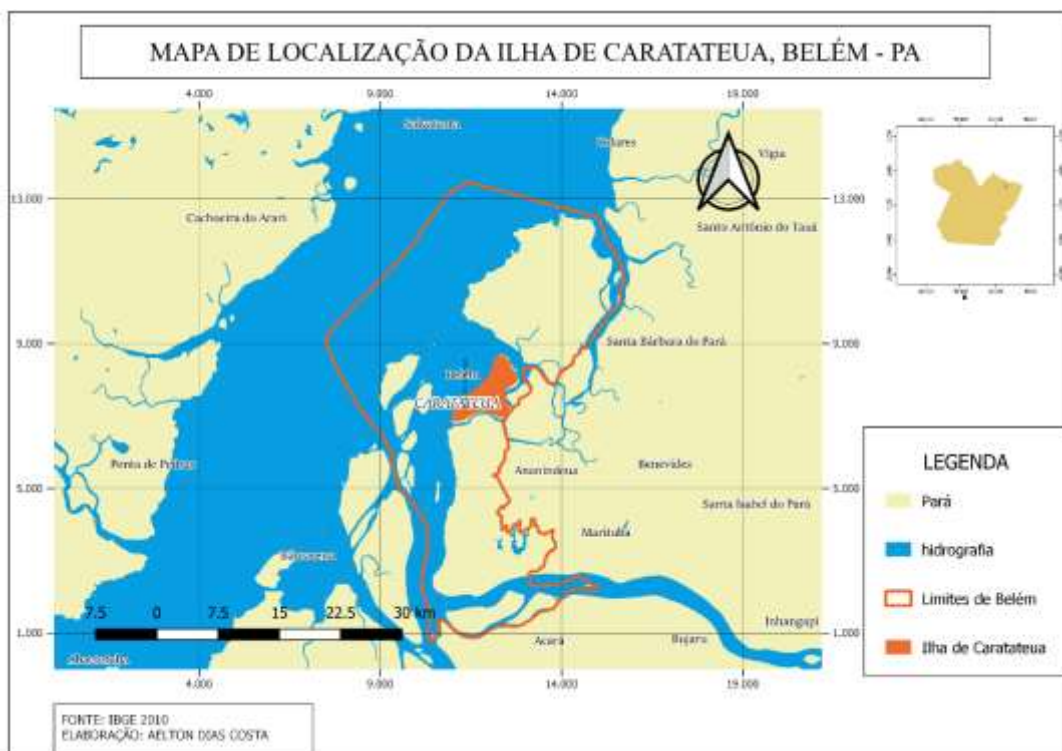 MAPA DE LOCALIZAÇÃO DA ILHA DE CARATATEUA, BELÉM - PA
4.000 9.000 14.000 19.000
Salvaterra
Colares
Vigia
13.000 13.000
Cachoeira do Arari
Santo Antônio do Tauá
9.000 9.000
Santa Bárbara do Pará
Belém
CARATATEUA
Ponta de Pedras
Ananindeua
Benevides
5.000 5.000
Santa Isabel do Pará
Marituba
Barcarena
7.5 0 7.5 15 22.5 30 km
Inhangapi
1.000 1.000
Acará
Bujaru
4.000 9.000 14.000 19.000
LEGENDA
Pará
hidrografia
Limites de Belém
Ilha de Caratateua
FONTE: IBGE 2010
ELABORAÇÃO: AELTON DIAS COSTA